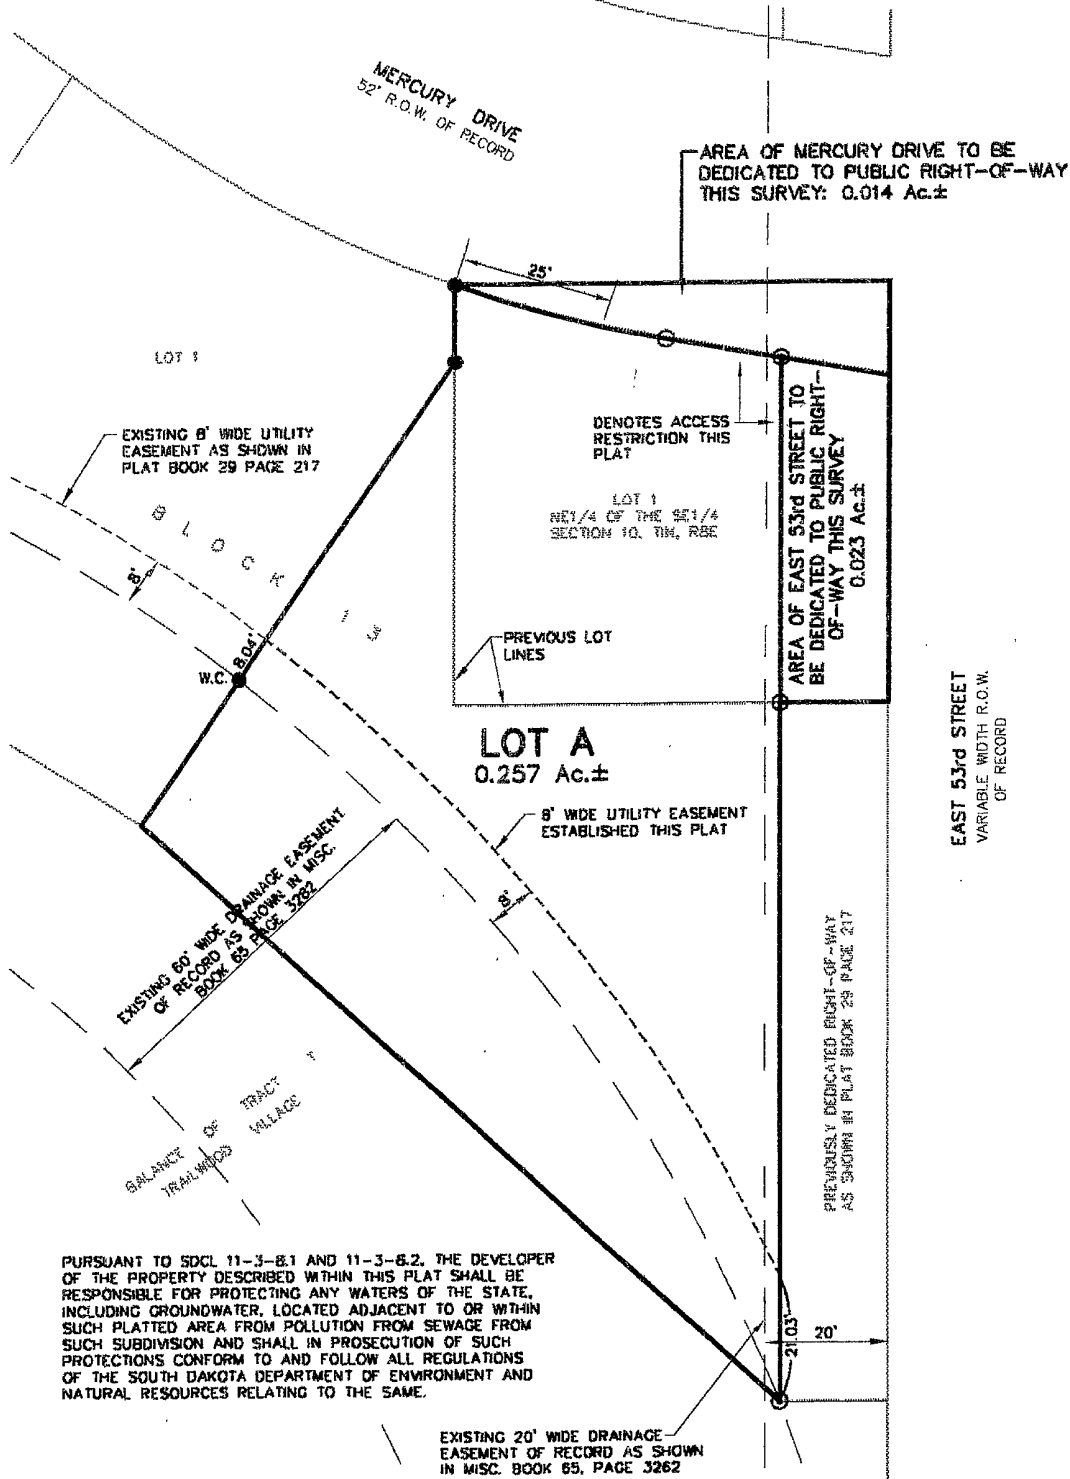 MERCURY DRIVE
52' R.O.W. OF RECORD
AREA OF MERCURY DRIVE TO BE
DEDICATED TO PUBLIC RIGHT-OF-WAY
THIS SURVEY: 0.014 Ac.±
25'
LOT 1
EXISTING 8' WIDE UTILITY
EASEMENT AS SHOWN IN
PLAT BOOK 29 PAGE 217
DENOTES ACCESS
RESTRICTION THIS
PLAT
AREA OF EAST 53rd STREET TO
BE DEDICATED TO PUBLIC RIGHT-
OF-WAY THIS SURVEY
0.023 Ac.±
LOT 1
NE1/4 OF THE SE1/4
SECTION 10, T1N, R8E
BLOCK 13
8'
PREVIOUS LOT
LINES
8.04'
W.C.
LOT A
0.257 Ac.±
EAST 53rd STREET
VARIABLE WIDTH R.O.W.
OF RECORD
8' WIDE UTILITY EASEMENT
ESTABLISHED THIS PLAT
8'
EXISTING 60' WIDE DRAINAGE EASEMENT
OF RECORD AS SHOWN IN MISC.
BOOK 65 PAGE 3282
PREVIOUSLY DEDICATED RIGHT-OF-WAY
AS SHOWN IN PLAT BOOK 29 PAGE 217
BALANCE OF TRACT T
TRAILWOOD VILLAGE
PURSUANT TO SDCL 11-3-8.1 AND 11-3-8.2, THE DEVELOPER
OF THE PROPERTY DESCRIBED WITHIN THIS PLAT SHALL BE
RESPONSIBLE FOR PROTECTING ANY WATERS OF THE STATE,
INCLUDING GROUNDWATER, LOCATED ADJACENT TO OR WITHIN
SUCH PLATTED AREA FROM POLLUTION FROM SEWAGE FROM
SUCH SUBDIVISION AND SHALL IN PROSECUTION OF SUCH
PROTECTIONS CONFORM TO AND FOLLOW ALL REGULATIONS
OF THE SOUTH DAKOTA DEPARTMENT OF ENVIRONMENT AND
NATURAL RESOURCES RELATING TO THE SAME.
21.03'
20'
EXISTING 20' WIDE DRAINAGE
EASEMENT OF RECORD AS SHOWN
IN MISC. BOOK 65, PAGE 3262